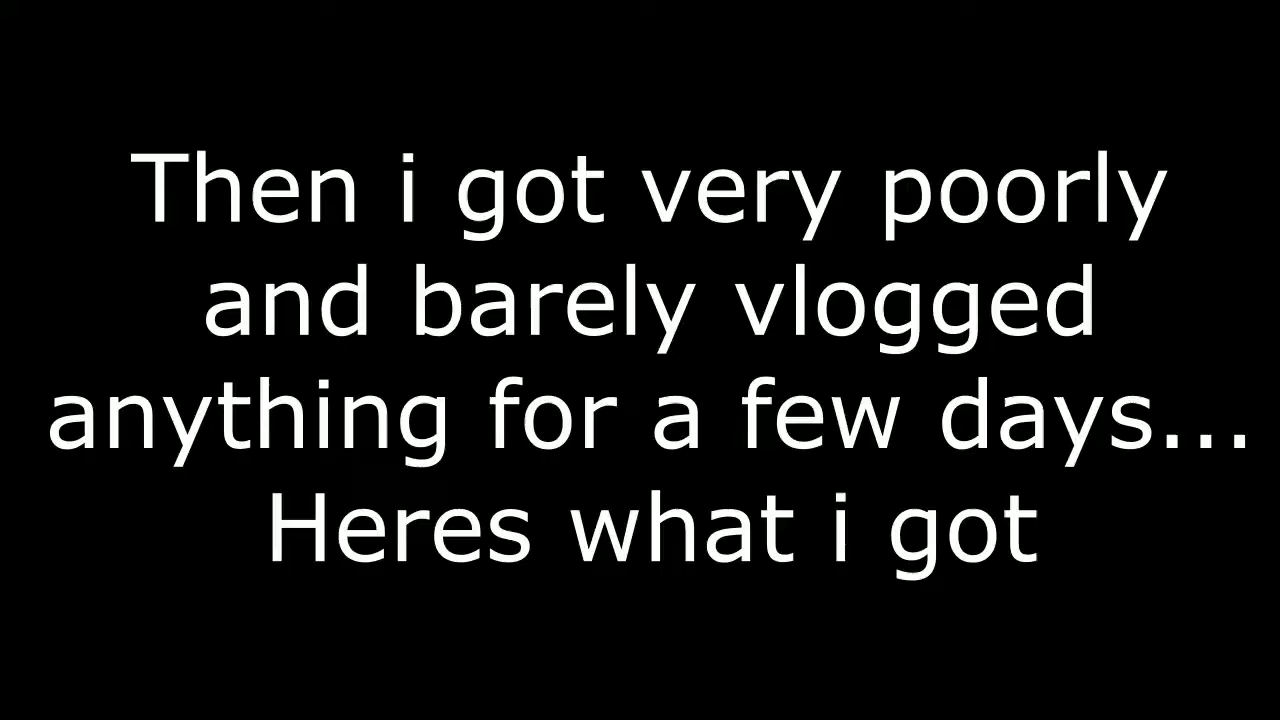 Then i got very poorly
and barely vlogged
anything for a few days...
Heres what i got